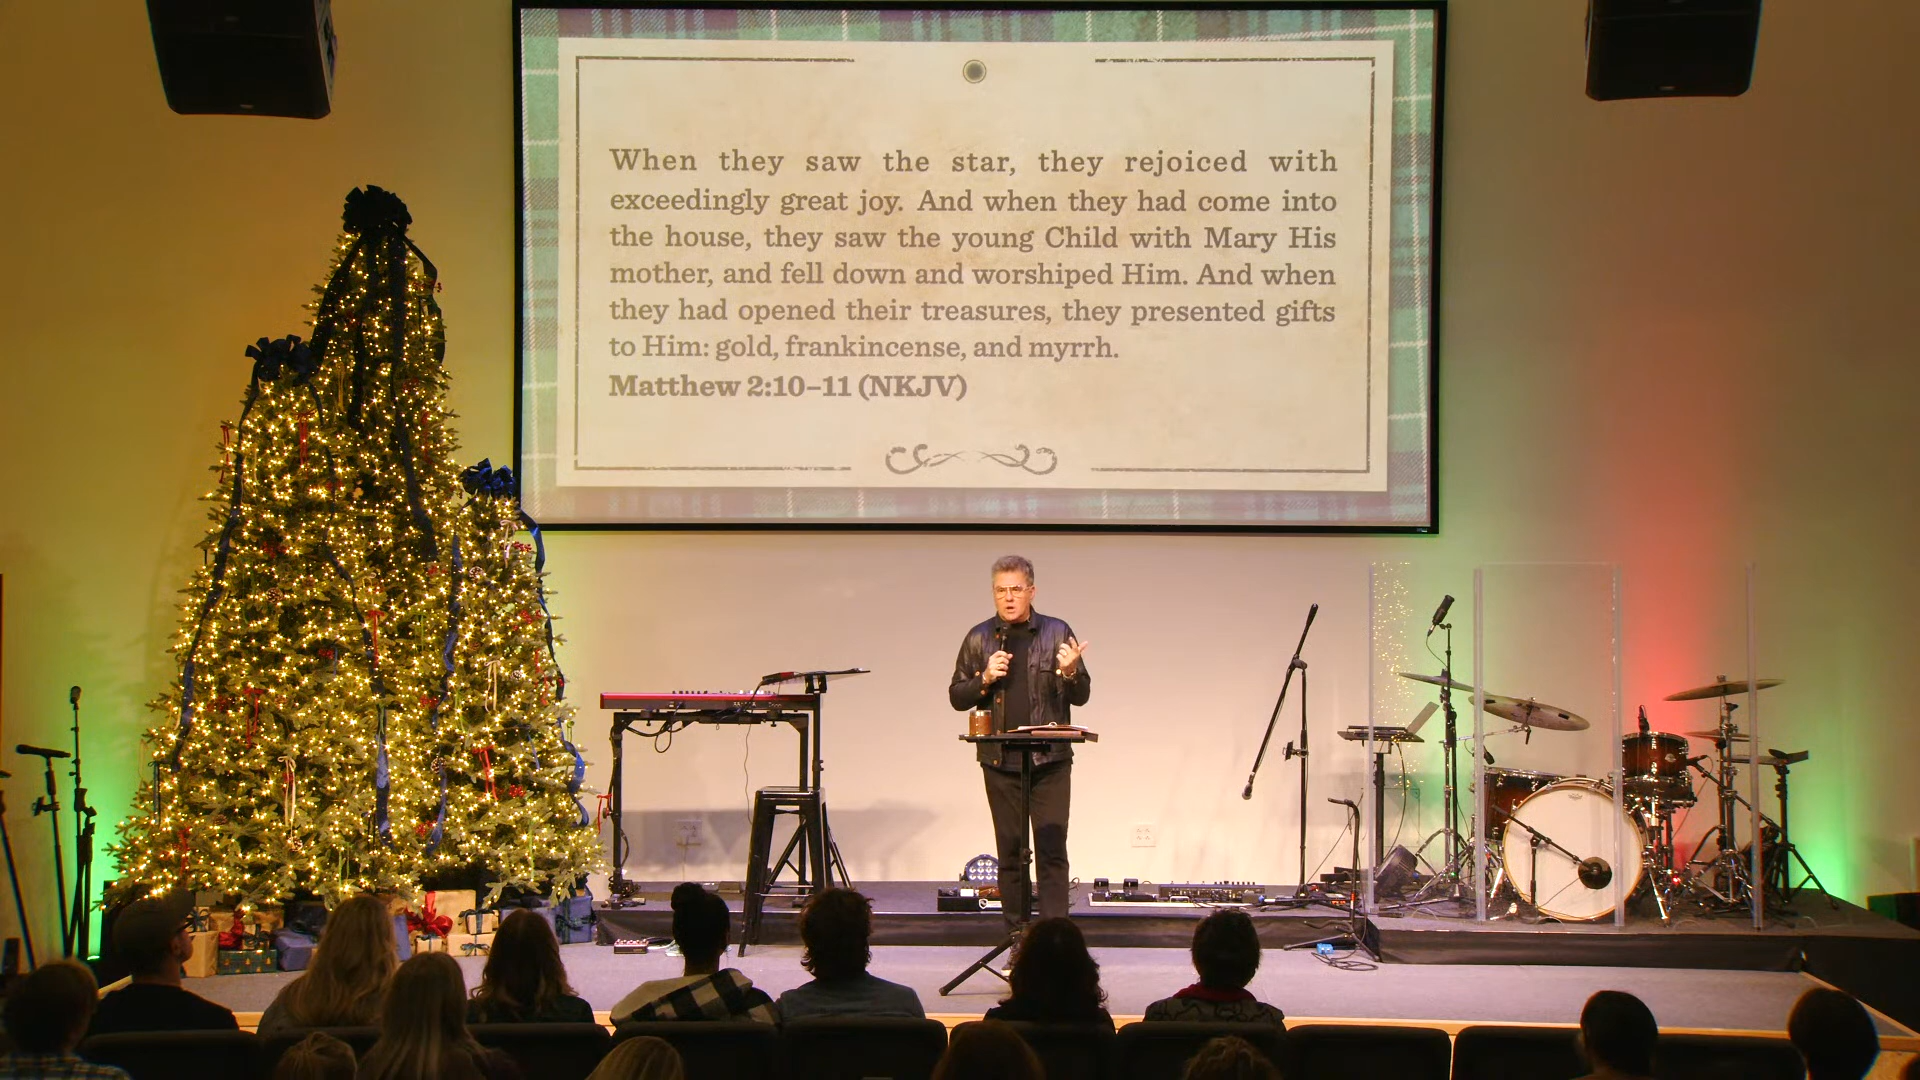 When they saw the star, they rejoiced with
exceedingly great joy. And when they had come into
the house, they saw the young Child with Mary His
mother, and fell down and worshiped Him. And when
they had opened their treasures, they presented gifts
to Him: gold, frankincense, and myrrh.
Matthew 2:10–11 (NKJV)